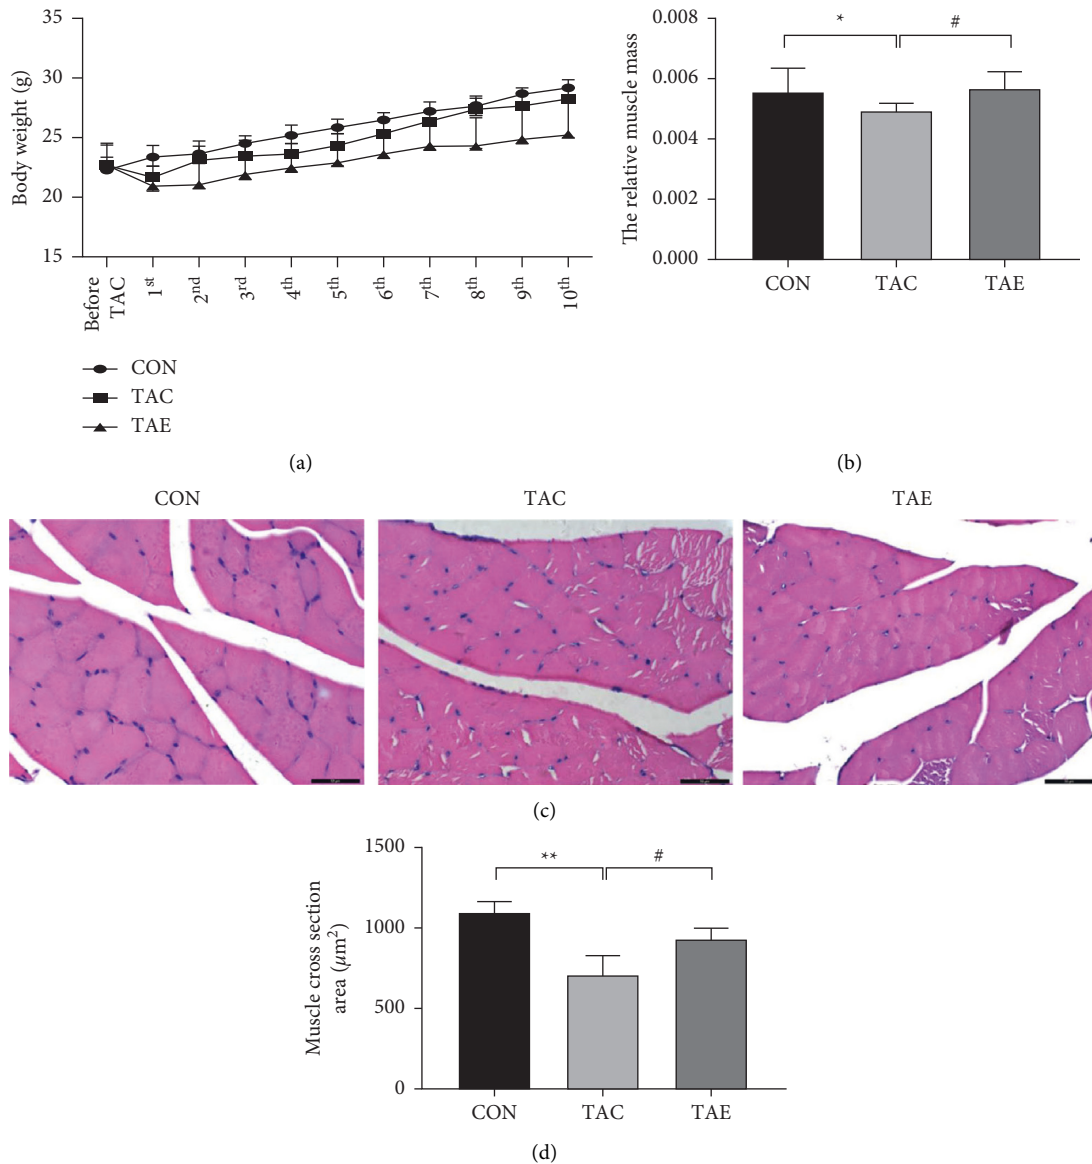 35
30
25
20
15
Body weight (g)
Before
TAC
1st
2nd
3rd
4th
5th
6th
7th
8th
9th
10th
CON
TAC
TAE
(a)
0.008
0.006
0.004
0.002
0.000
The relative muscle mass
*
#
CON
TAC
TAE
(b)
CON
TAC
TAE
(c)
1500
1000
500
0
Muscle cross section
area (μm²)
**
#
CON
TAC
TAE
(d)